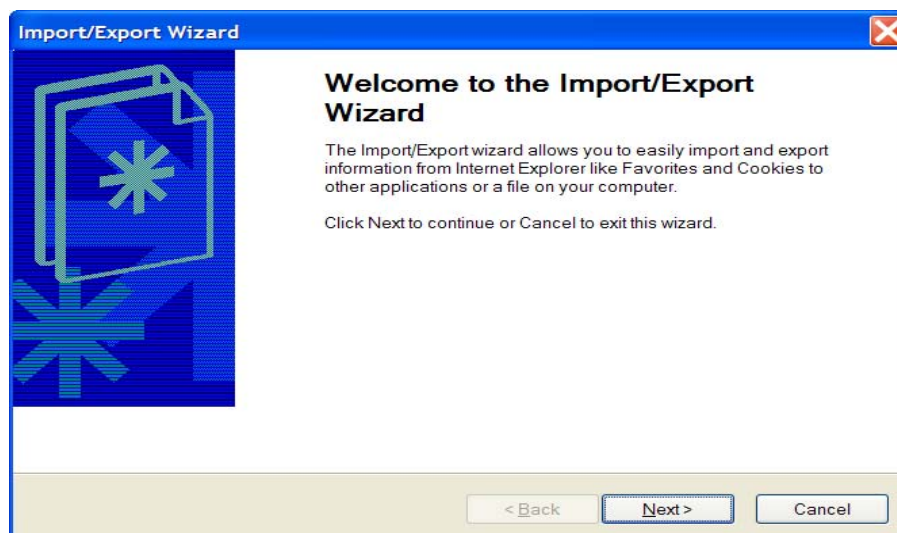 Import/Export Wizard
Welcome to the Import/Export
Wizard
The Import/Export wizard allows you to easily import and export
information from Internet Explorer like Favorites and Cookies to
other applications or a file on your computer.
Click Next to continue or Cancel to exit this wizard.
< Back
Next >
Cancel